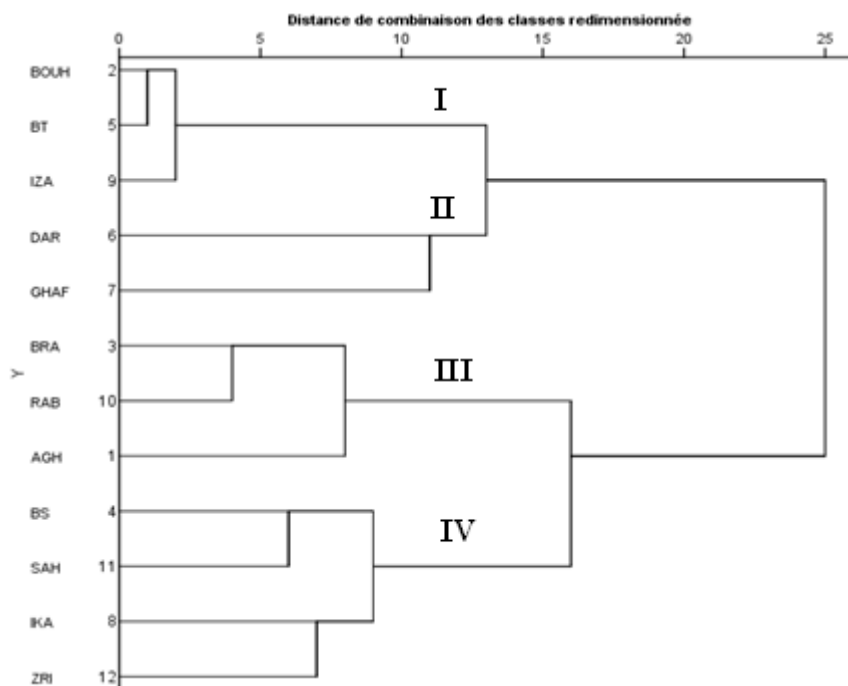 Distance de combinaison des classes redimensionnée
0 5 10 15 20 25
BOUH 2
I
BT 5
IZA 9
II
DAR 6
GHAF 7
BRA 3
III
Y
RAB 10
AGH 1
BS 4
IV
SAH 11
IKA 8
ZRI 12